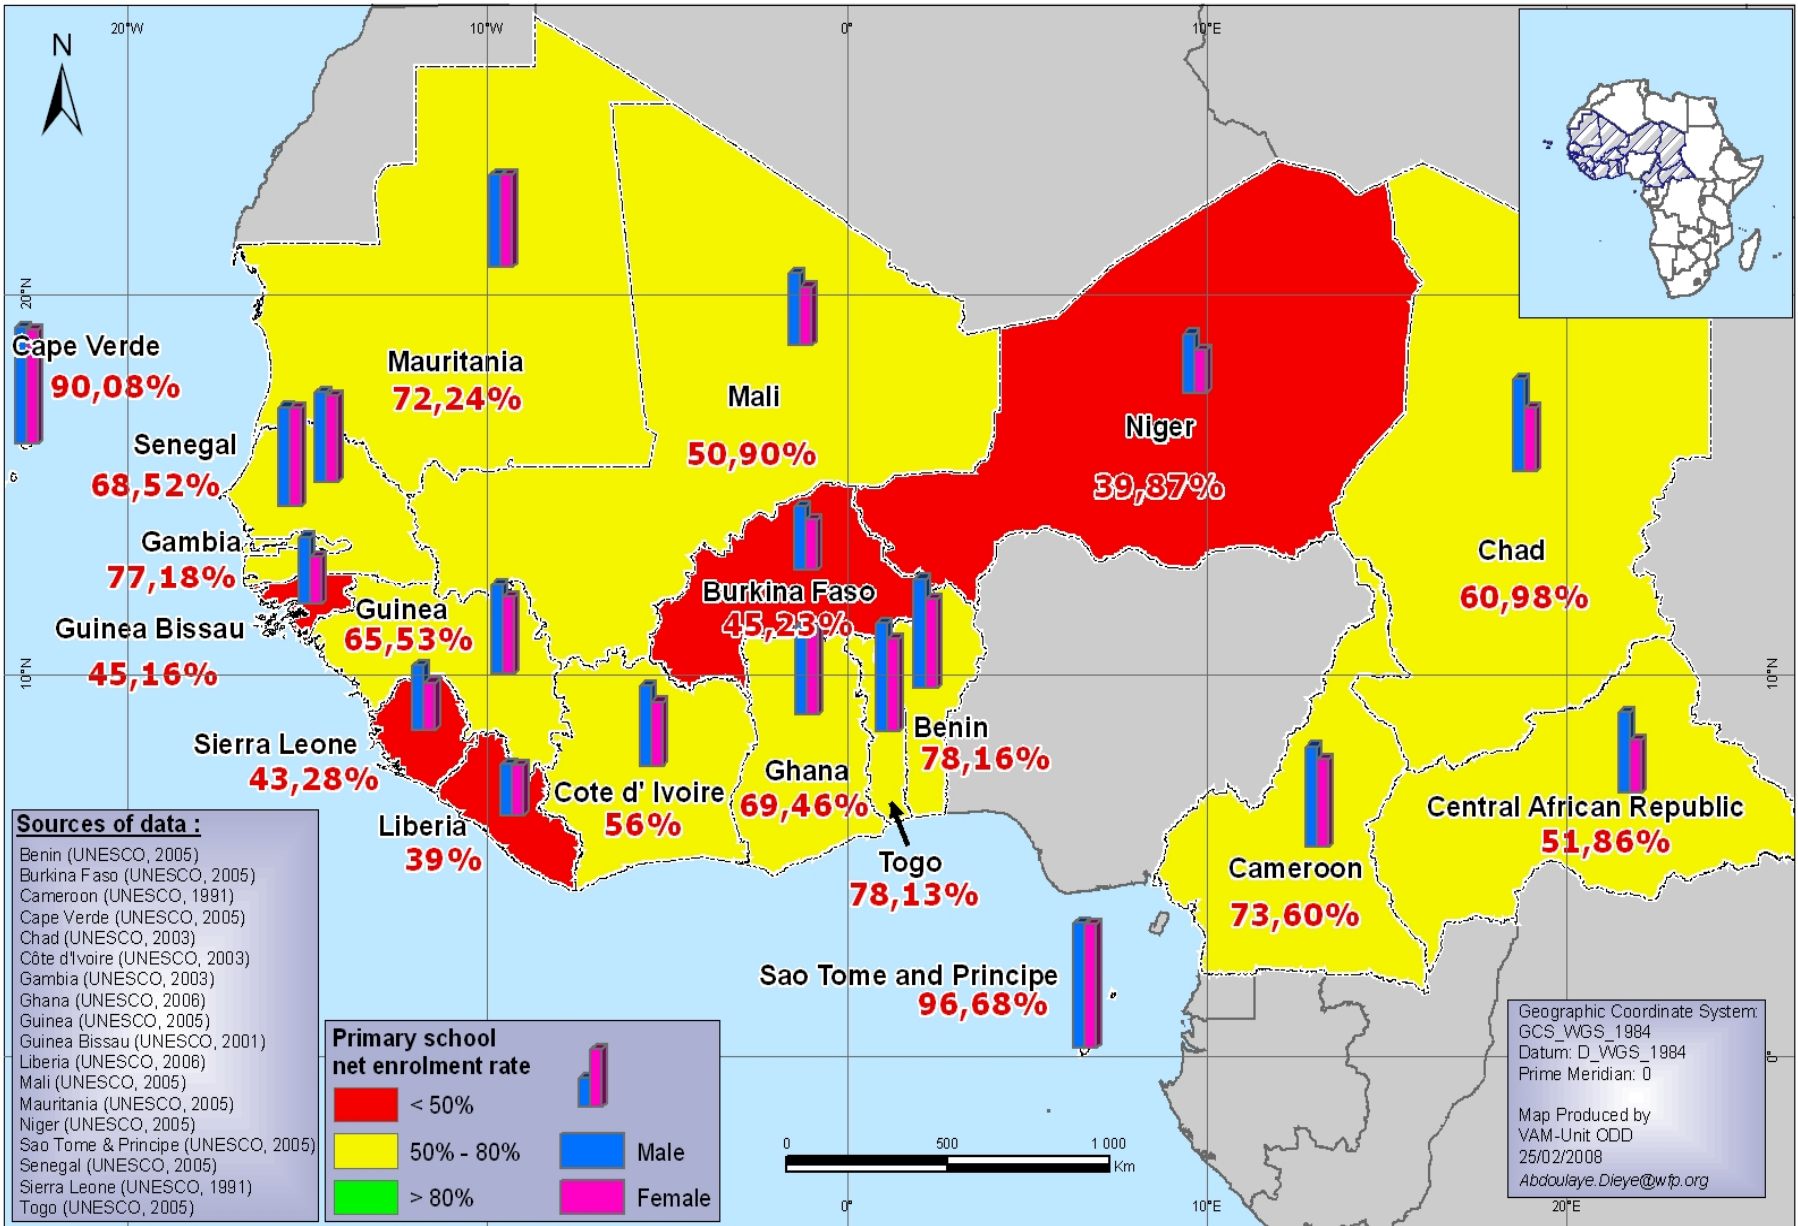 20°W
10°W
0°
10°E
N
20°N
Cape Verde
90,08%
Mauritania
72,24%
Mali
50,90%
Niger
39,87%
Senegal
68,52%
Gambia
77,18%
Chad
60,98%
Guinea Bissau
45,16%
Guinea
65,53%
Burkina Faso
45,23%
10°N
10°N
Sierra Leone
43,28%
Liberia
39%
Cote d' Ivoire
56%
Ghana
69,46%
Benin
78,16%
Togo
78,13%
Central African Republic
51,86%
Cameroon
73,60%
Sao Tome and Principe
96,68%
Sources of data :
Benin (UNESCO, 2005)
Burkina Faso (UNESCO, 2005)
Cameroon (UNESCO, 1991)
Cape Verde (UNESCO, 2005)
Chad (UNESCO, 2003)
Côte d'Ivoire (UNESCO, 2003)
Gambia (UNESCO, 2003)
Ghana (UNESCO, 2006)
Guinea (UNESCO, 2005)
Guinea Bissau (UNESCO, 2001)
Liberia (UNESCO, 2006)
Mali (UNESCO, 2005)
Mauritania (UNESCO, 2005)
Niger (UNESCO, 2005)
Sao Tome & Principe (UNESCO, 2005)
Senegal (UNESCO, 2005)
Sierra Leone (UNESCO, 1991)
Togo (UNESCO, 2005)
Primary school
net enrolment rate
< 50%
50% - 80%
> 80%
Male
Female
0 500 1 000
Km
0°
10°E
20°E
0°
Geographic Coordinate System:
GCS_WGS_1984
Datum: D_WGS_1984
Prime Meridian: 0
Map Produced by
VAM-Unit ODD
25/02/2008
Abdoulaye.Dieye@wfp.org